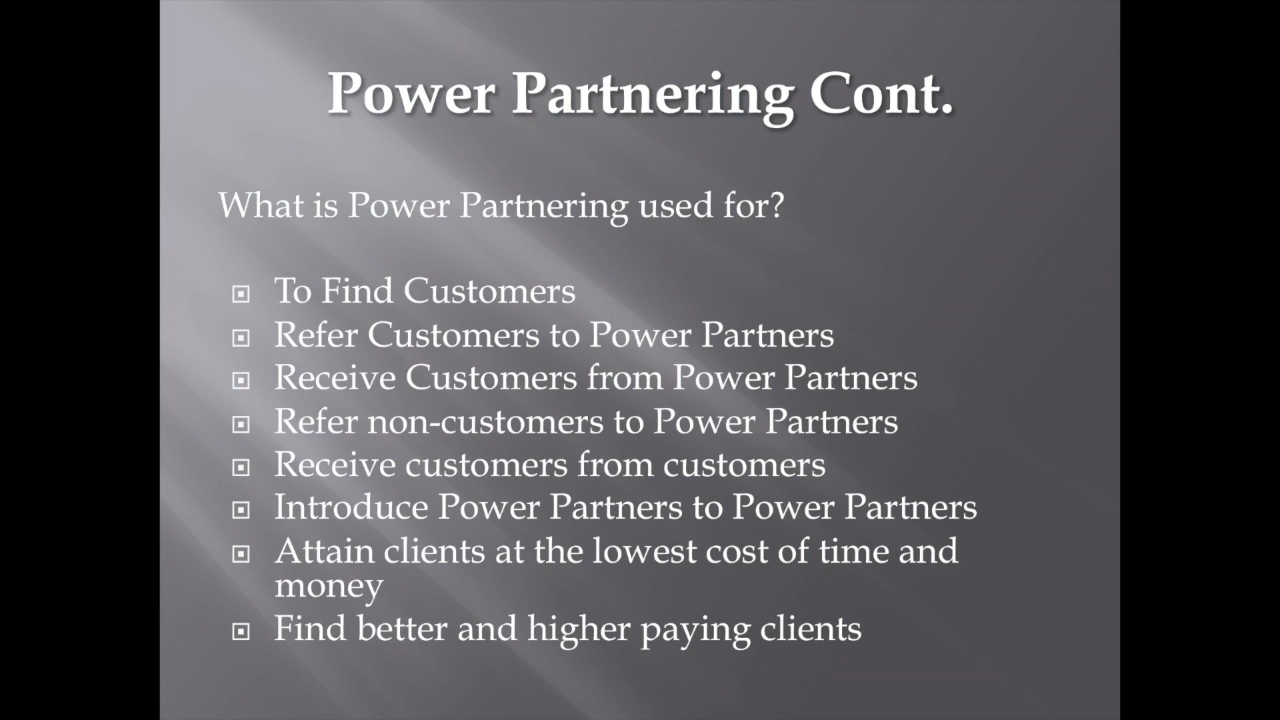 Power Partnering Cont.
What is Power Partnering used for?
To Find Customers
Refer Customers to Power Partners
Receive Customers from Power Partners
Refer non-customers to Power Partners
Receive customers from customers
Introduce Power Partners to Power Partners
Attain clients at the lowest cost of time and
money
Find better and higher paying clients